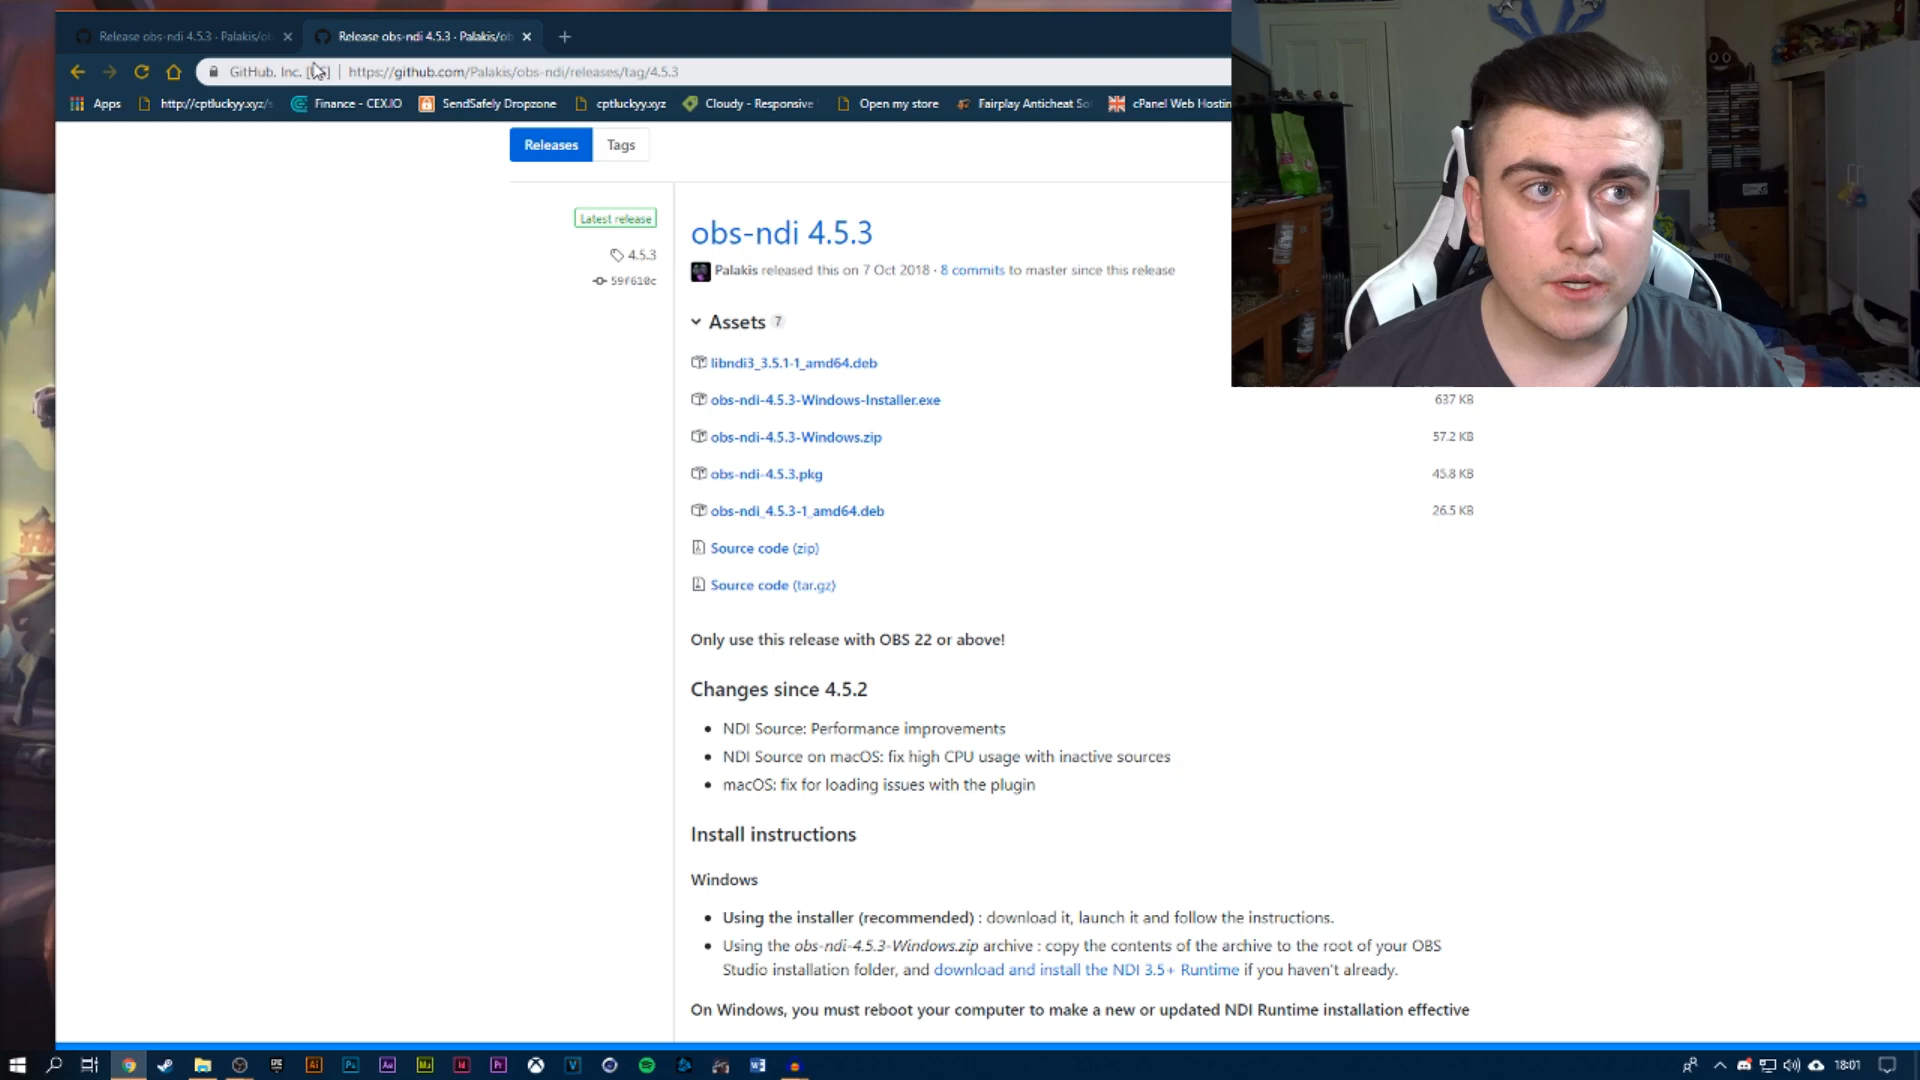 Release obs-ndi 4.5.3 · Palakis/ob
Release obs-ndi 4.5.3 · Palakis/ob
GitHub, Inc. | https://github.com/Palakis/obs-ndi/releases/tag/4.5.3
Apps http://cptluckyy.xyz/ Finance - CEX.IO SendSafely Dropzone cptluckyy.xyz Cloudy - Responsive Open my store Fairplay Anticheat So cPanel Web Hostin
Releases Tags
Latest release
4.5.3
59f610c
obs-ndi 4.5.3
Palakis released this on 7 Oct 2018 · 8 commits to master since this release
Assets 7
libndi3_3.5.1-1_amd64.deb
obs-ndi-4.5.3-Windows-Installer.exe 637 KB
obs-ndi-4.5.3-Windows.zip 57.2 KB
obs-ndi-4.5.3.pkg 45.8 KB
obs-ndi_4.5.3-1_amd64.deb 26.5 KB
Source code (zip)
Source code (tar.gz)
Only use this release with OBS 22 or above!
Changes since 4.5.2
NDI Source: Performance improvements
NDI Source on macOS: fix high CPU usage with inactive sources
macOS: fix for loading issues with the plugin
Install instructions
Windows
Using the installer (recommended) : download it, launch it and follow the instructions.
Using the obs-ndi-4.5.3-Windows.zip archive : copy the contents of the archive to the root of your OBS
Studio installation folder, and download and install the NDI 3.5+ Runtime if you haven't already.
On Windows, you must reboot your computer to make a new or updated NDI Runtime installation effective
EPIC Ai Ps Au Mu Id Pr V W 18:01